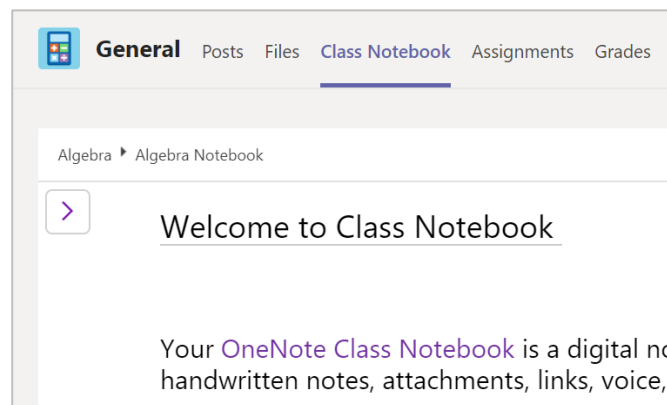 General Posts Files Class Notebook Assignments Grades
Algebra Algebra Notebook
Welcome to Class Notebook
Your OneNote Class Notebook is a digital
handwritten notes, attachments, links, voice,